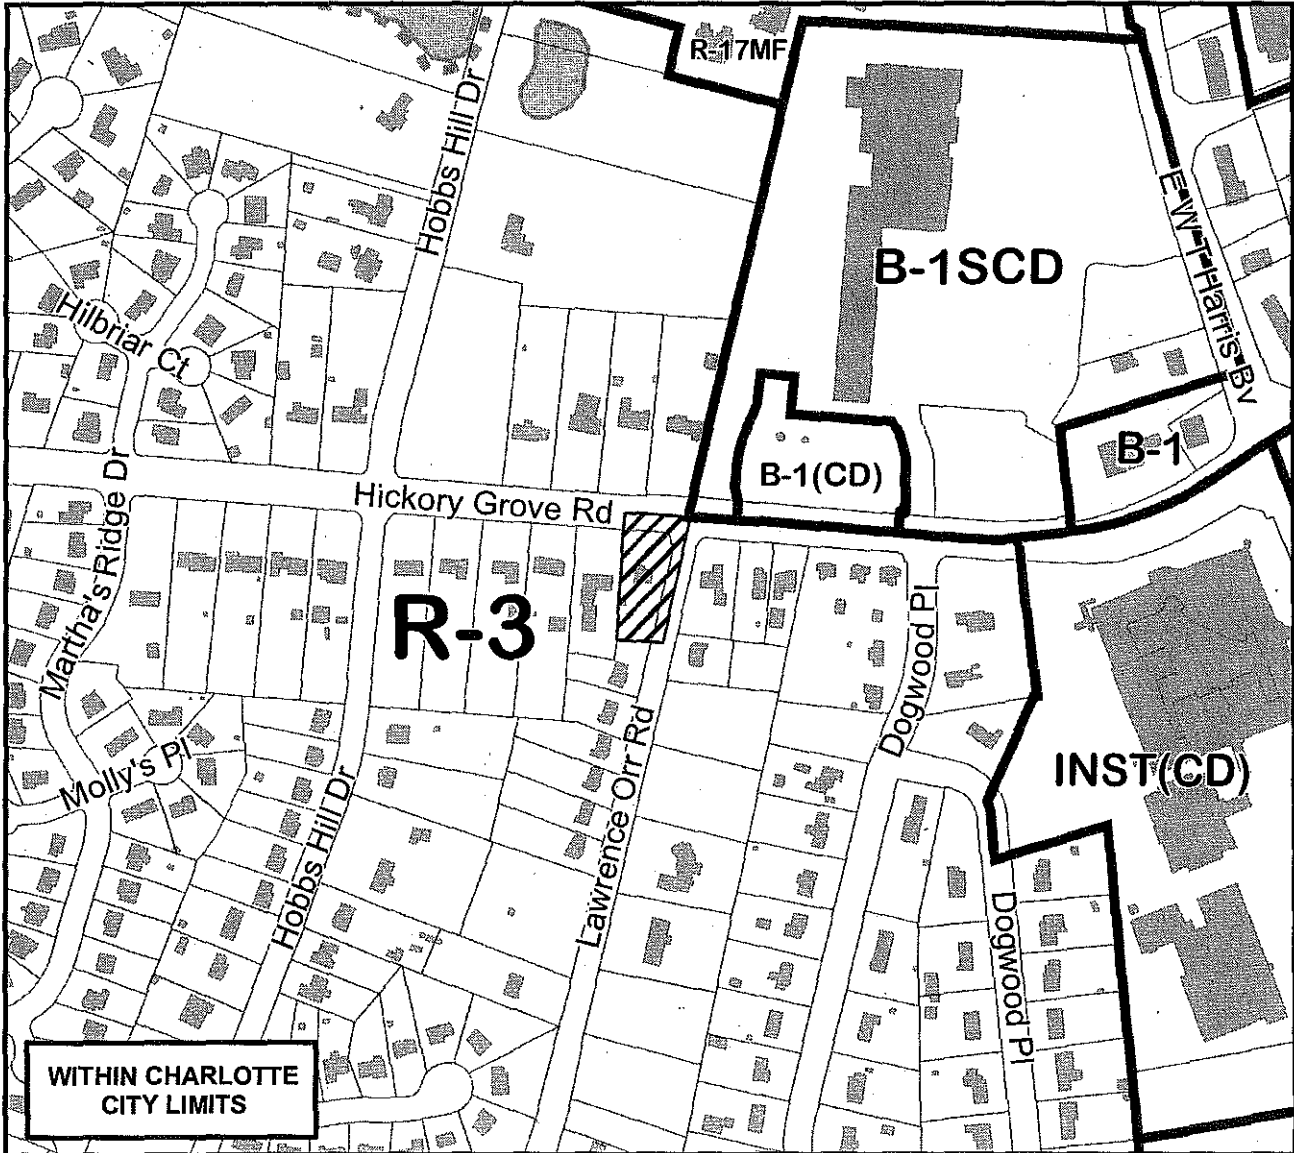 R-17MF
Hobbs Hill Dr
E W T Harris Bv
B-1SCD
Hilbriar Ct
B-1
B-1(CD)
Hickory Grove Rd
Martha's Ridge Dr
R-3
Dogwood Pl
Lawrence Orr Rd
Molly's Pl
Hobbs Hill Dr
INST(CD)
Dogwood Pl
WITHIN CHARLOTTE
CITY LIMITS